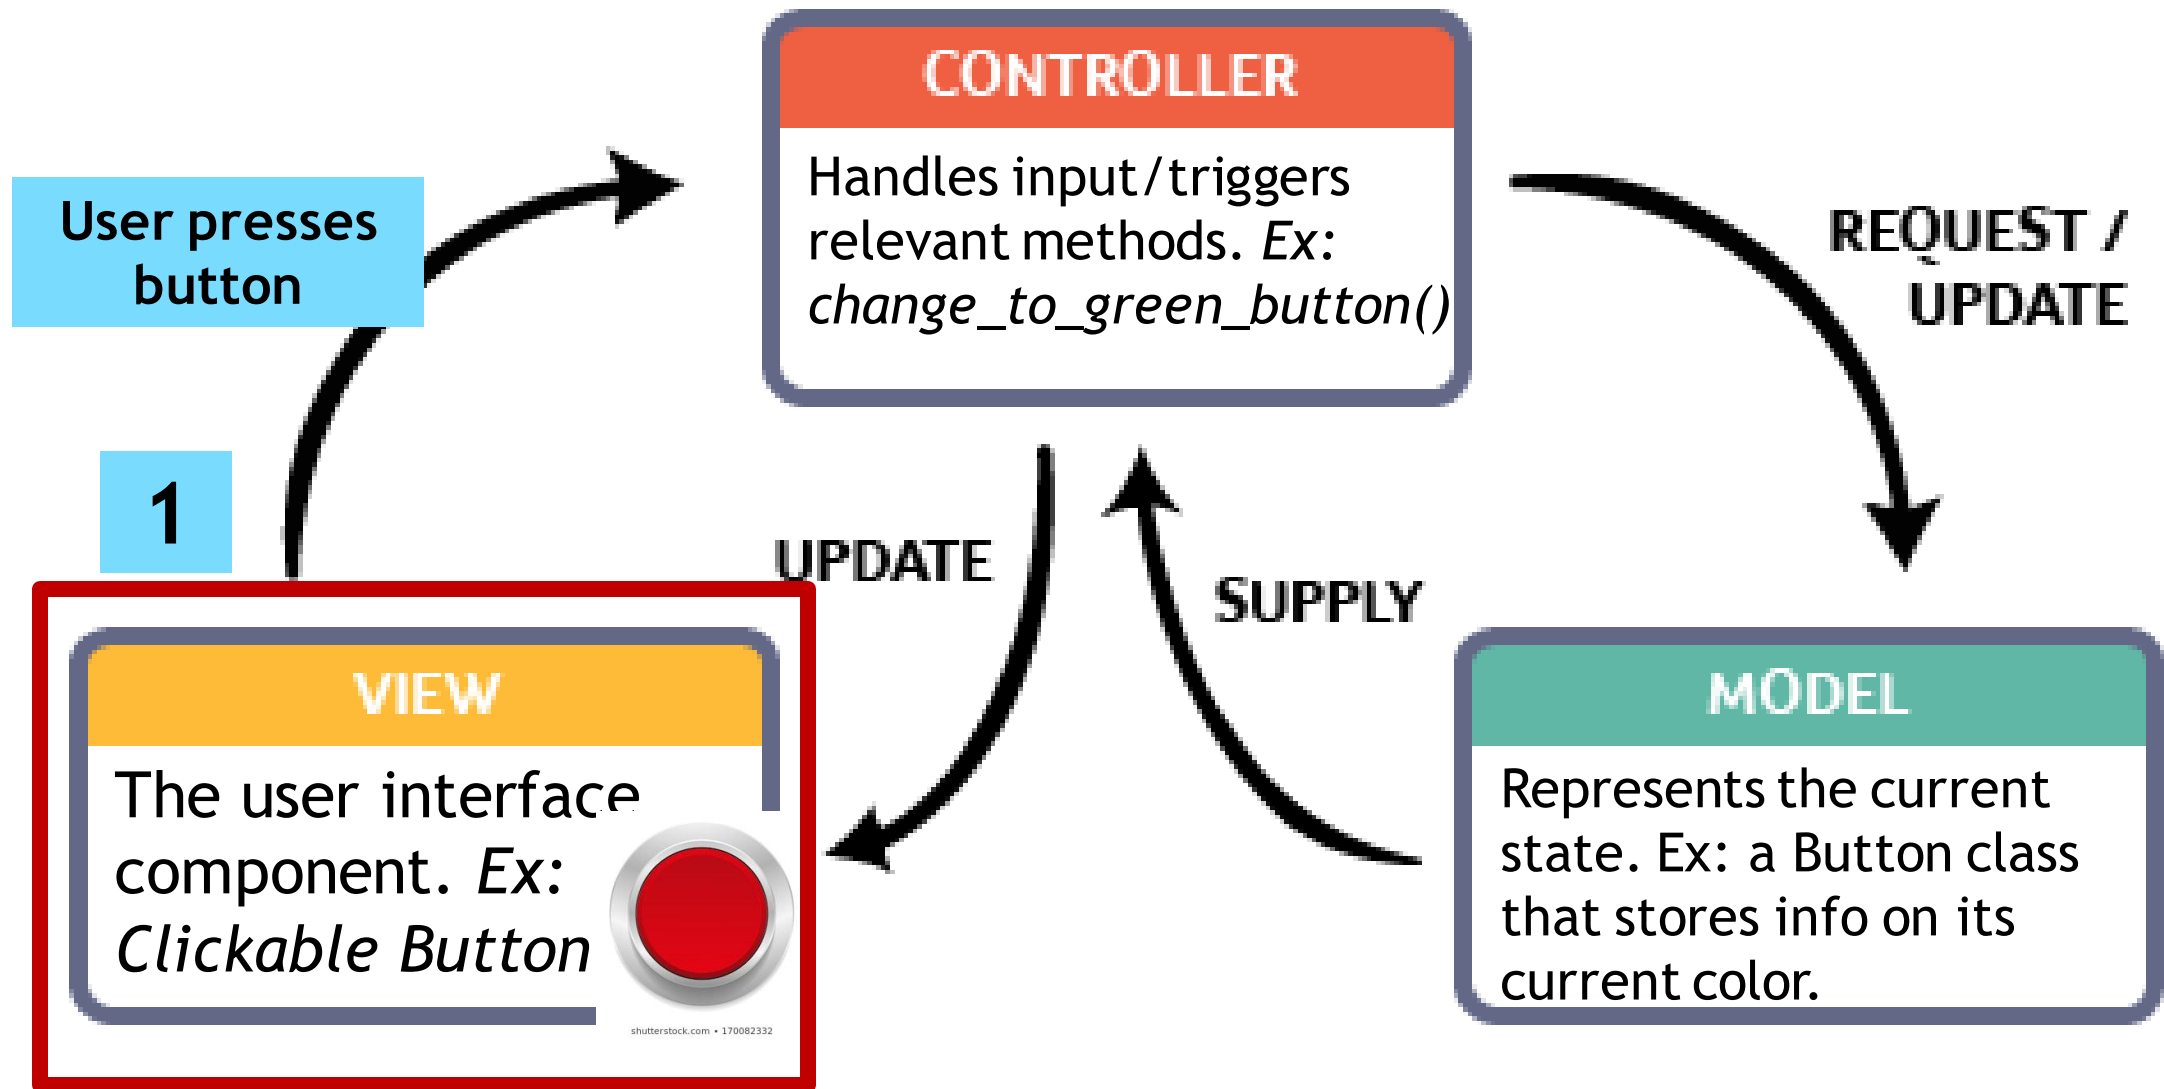 CONTROLLER
Handles input/triggers
relevant methods. Ex:
change_to_green_button()
User presses
button
REQUEST /
UPDATE
1
UPDATE
SUPPLY
VIEW
The user interface
component. Ex:
Clickable Button
shutterstock.com • 170082332
MODEL
Represents the current
state. Ex: a Button class
that stores info on its
current color.